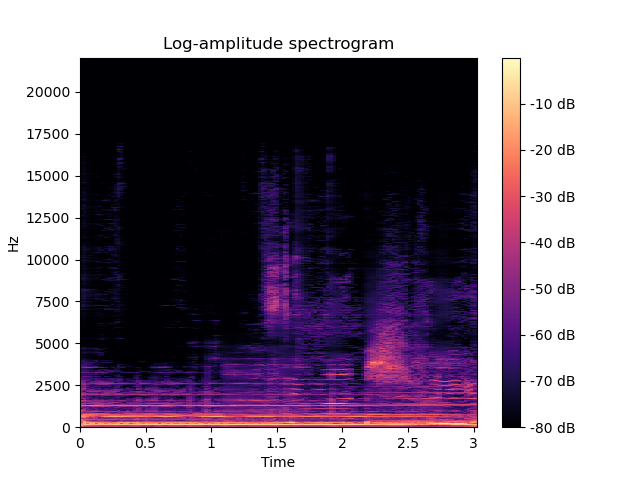 Log-amplitude spectrogram
Hz
20000
17500
15000
12500
10000
7500
5000
2500
0
0 0.5 1 1.5 2 2.5 3
Time
-10 dB
-20 dB
-30 dB
-40 dB
-50 dB
-60 dB
-70 dB
-80 dB